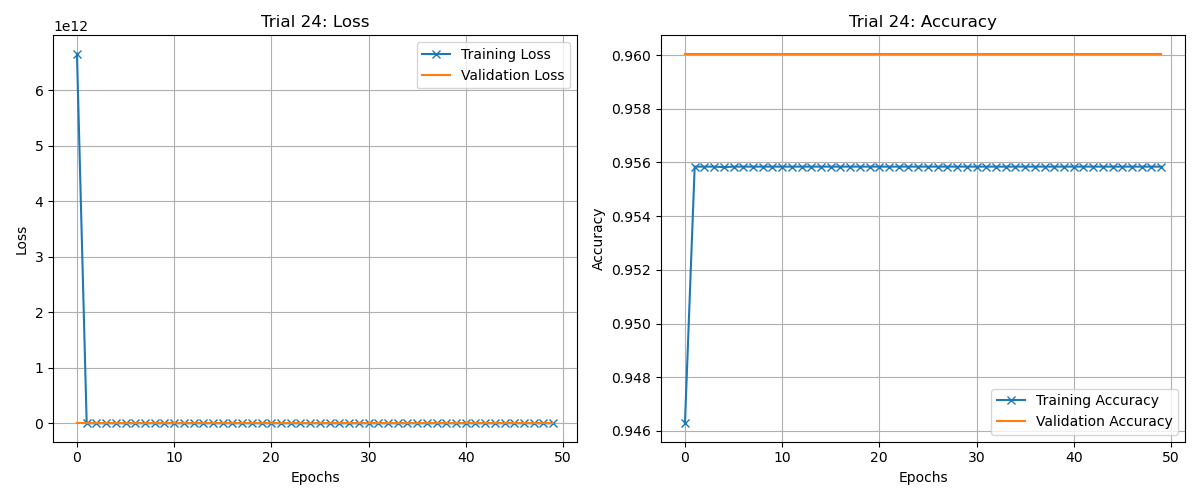 Trial 24: Loss
1e12
Training Loss
Validation Loss
6
5
4
3
2
1
0
Loss
0 10 20 30 40 50
Epochs
Trial 24: Accuracy
0.960
0.958
0.956
0.954
0.952
0.950
0.948
0.946
Accuracy
Training Accuracy
Validation Accuracy
0 10 20 30 40 50
Epochs